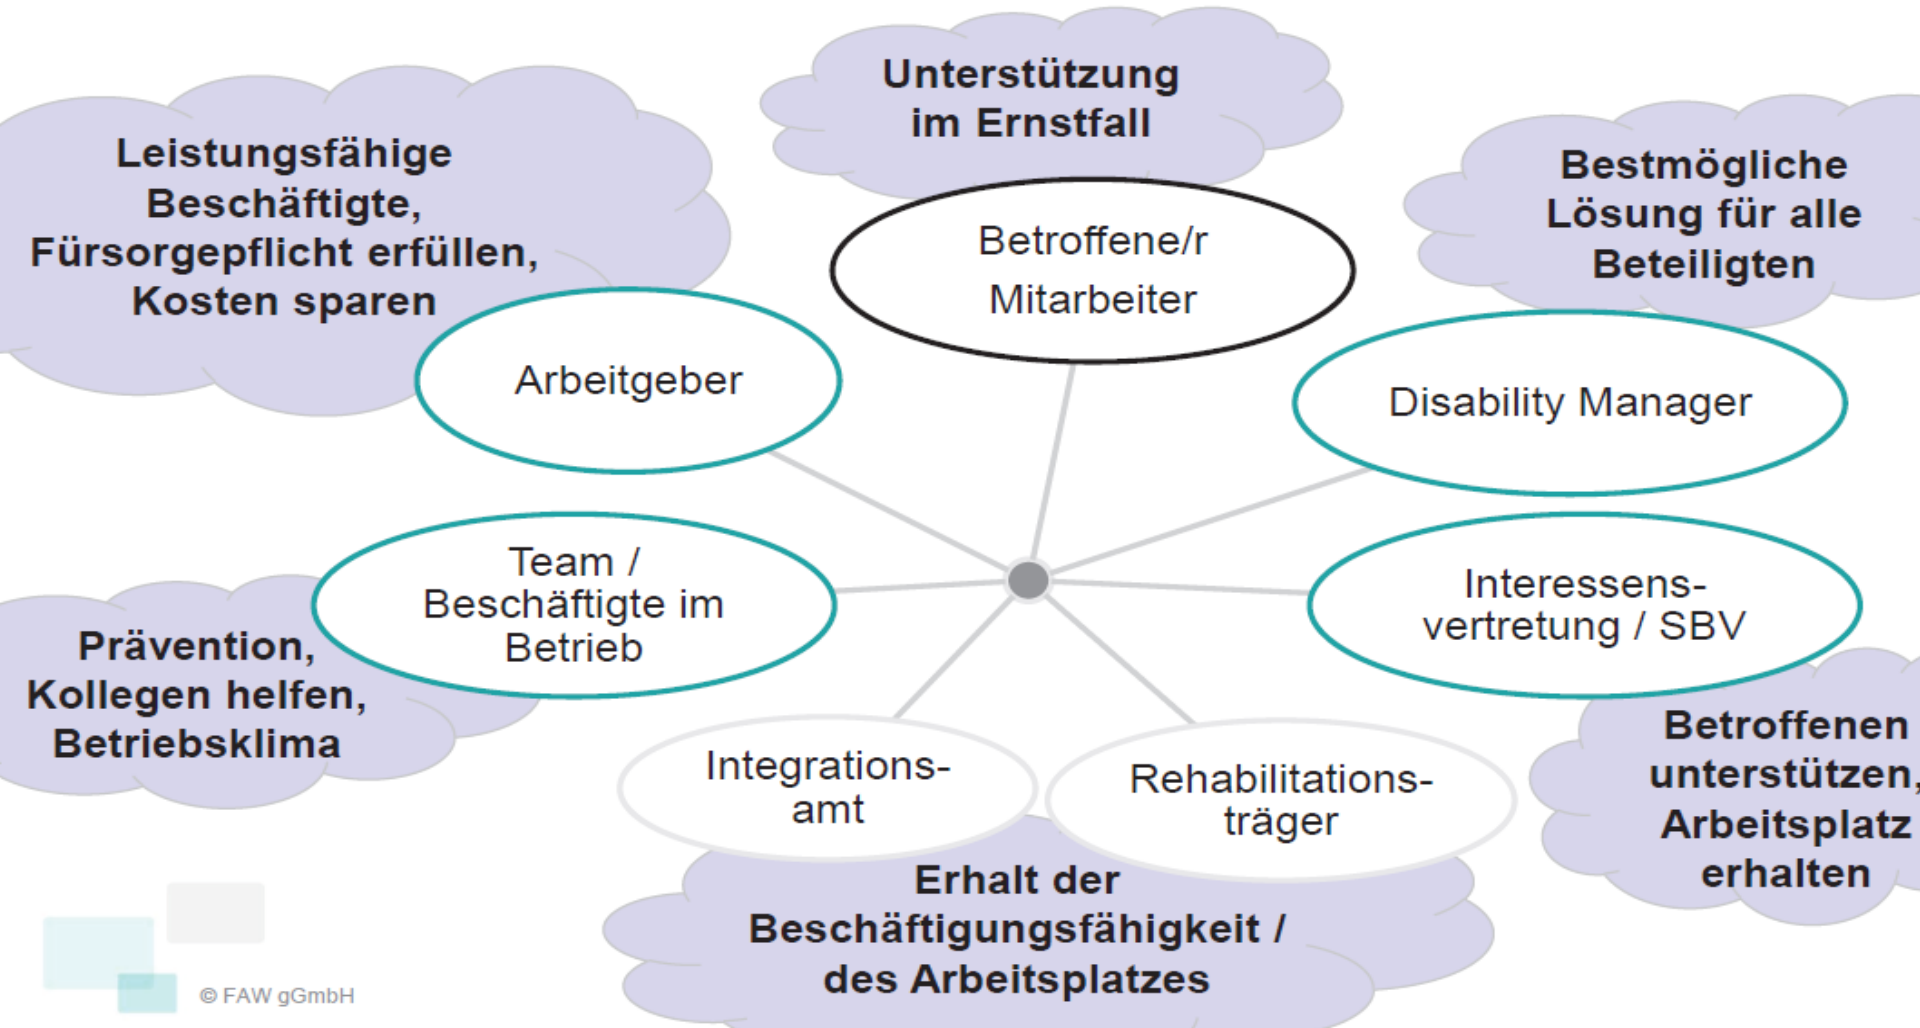 Unterstützung
im Ernstfall
Leistungsfähige
Beschäftigte,
Fürsorgepflicht erfüllen,
Kosten sparen
Bestmögliche
Lösung für alle
Beteiligten
Betroffene/r
Mitarbeiter
Arbeitgeber
Disability Manager
Team /
Beschäftigte im
Betrieb
Interessens-
vertretung / SBV
Prävention,
Kollegen helfen,
Betriebsklima
Betroffenen
unterstützen,
Arbeitsplatz
erhalten
Integrations-
amt
Rehabilitations-
träger
Erhalt der
Beschäftigungsfähigkeit /
des Arbeitsplatzes
© FAW gGmbH